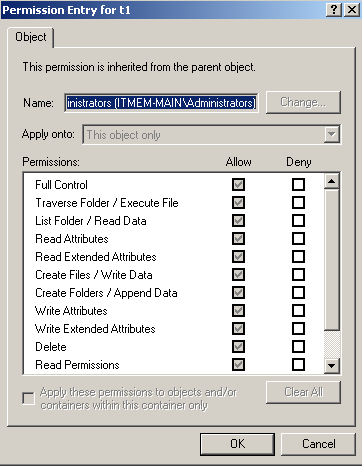 Permission Entry for t1
Object
This permission is inherited from the parent object.
Name: inistrators (ITMEM-MAIN\Administrators) Change...
Apply onto: This object only
Permissions: Allow Deny
Full Control
Traverse Folder / Execute File
List Folder / Read Data
Read Attributes
Read Extended Attributes
Create Files / Write Data
Create Folders / Append Data
Write Attributes
Write Extended Attributes
Delete
Read Permissions
Apply these permissions to objects and/or
containers within this container only
Clear All
OK Cancel